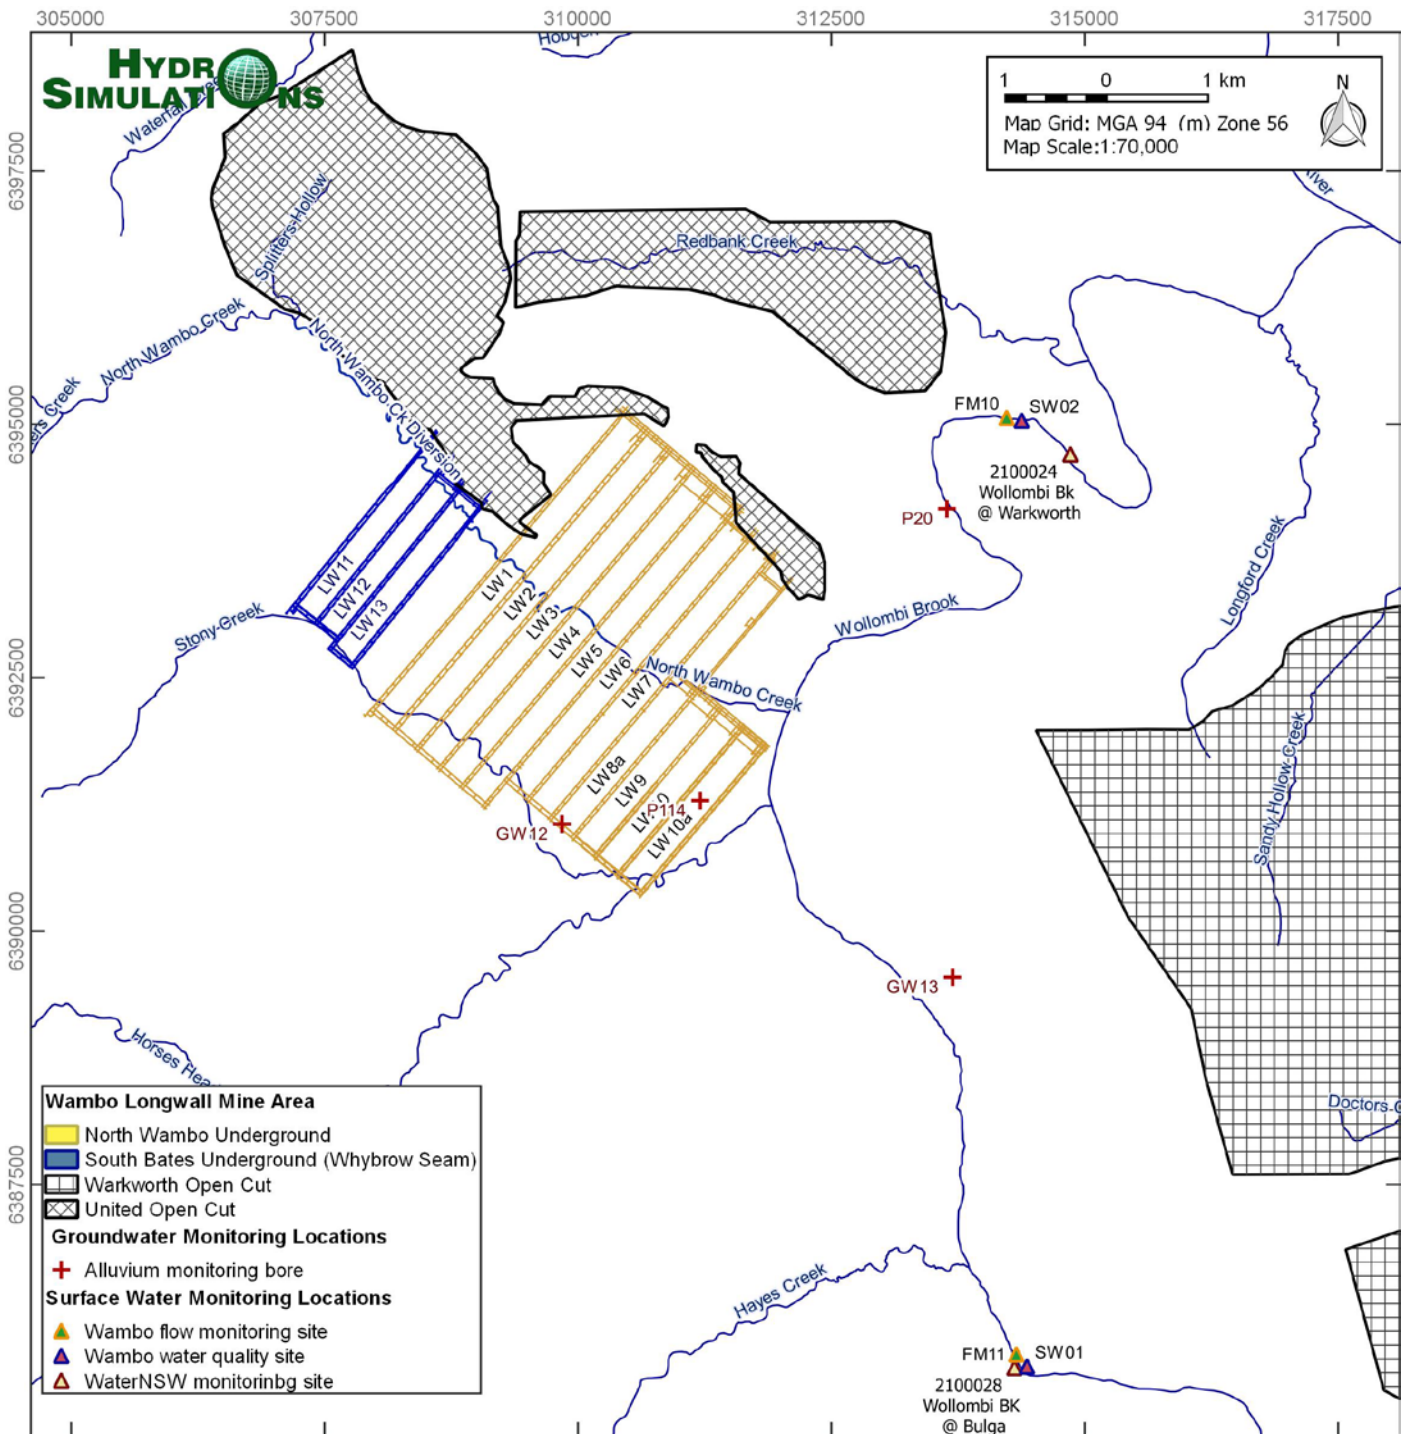 305000 307500 310000 312500 315000 317500
HYDRO
SIMULATIONS
Waterfall Creek
1 0 1 km
N
Map Grid: MGA 94 (m) Zone 56
Map Scale:1:70,000
6397500
River
Splitters Hollow
Redbank Creek
North Wambo Creek
North Wambo Ck Diversion
6395000
Creek
FM10 SW02
2100024
Wollombi Bk
@ Warkworth
P20
Longford Creek
LW11
LW12
LW13
LW1
LW2
LW3
LW4
LW5
LW6
LW7
Stony Creek
Wollombi Brook
6392500
North Wambo Creek
Sandy Hollow Creek
LW8a
LW9
P114
LW10a
GW12
6390000
GW13
Horses
Doctors
Wambo Longwall Mine Area
North Wambo Underground
South Bates Underground (Whybrow Seam)
Warkworth Open Cut
United Open Cut
Groundwater Monitoring Locations
Alluvium monitoring bore
Surface Water Monitoring Locations
Wambo flow monitoring site
Wambo water quality site
WaterNSW monitorinbg site
6387500
Hayes Creek
FM11 SW01
2100028
Wollombi BK
@ Bulga